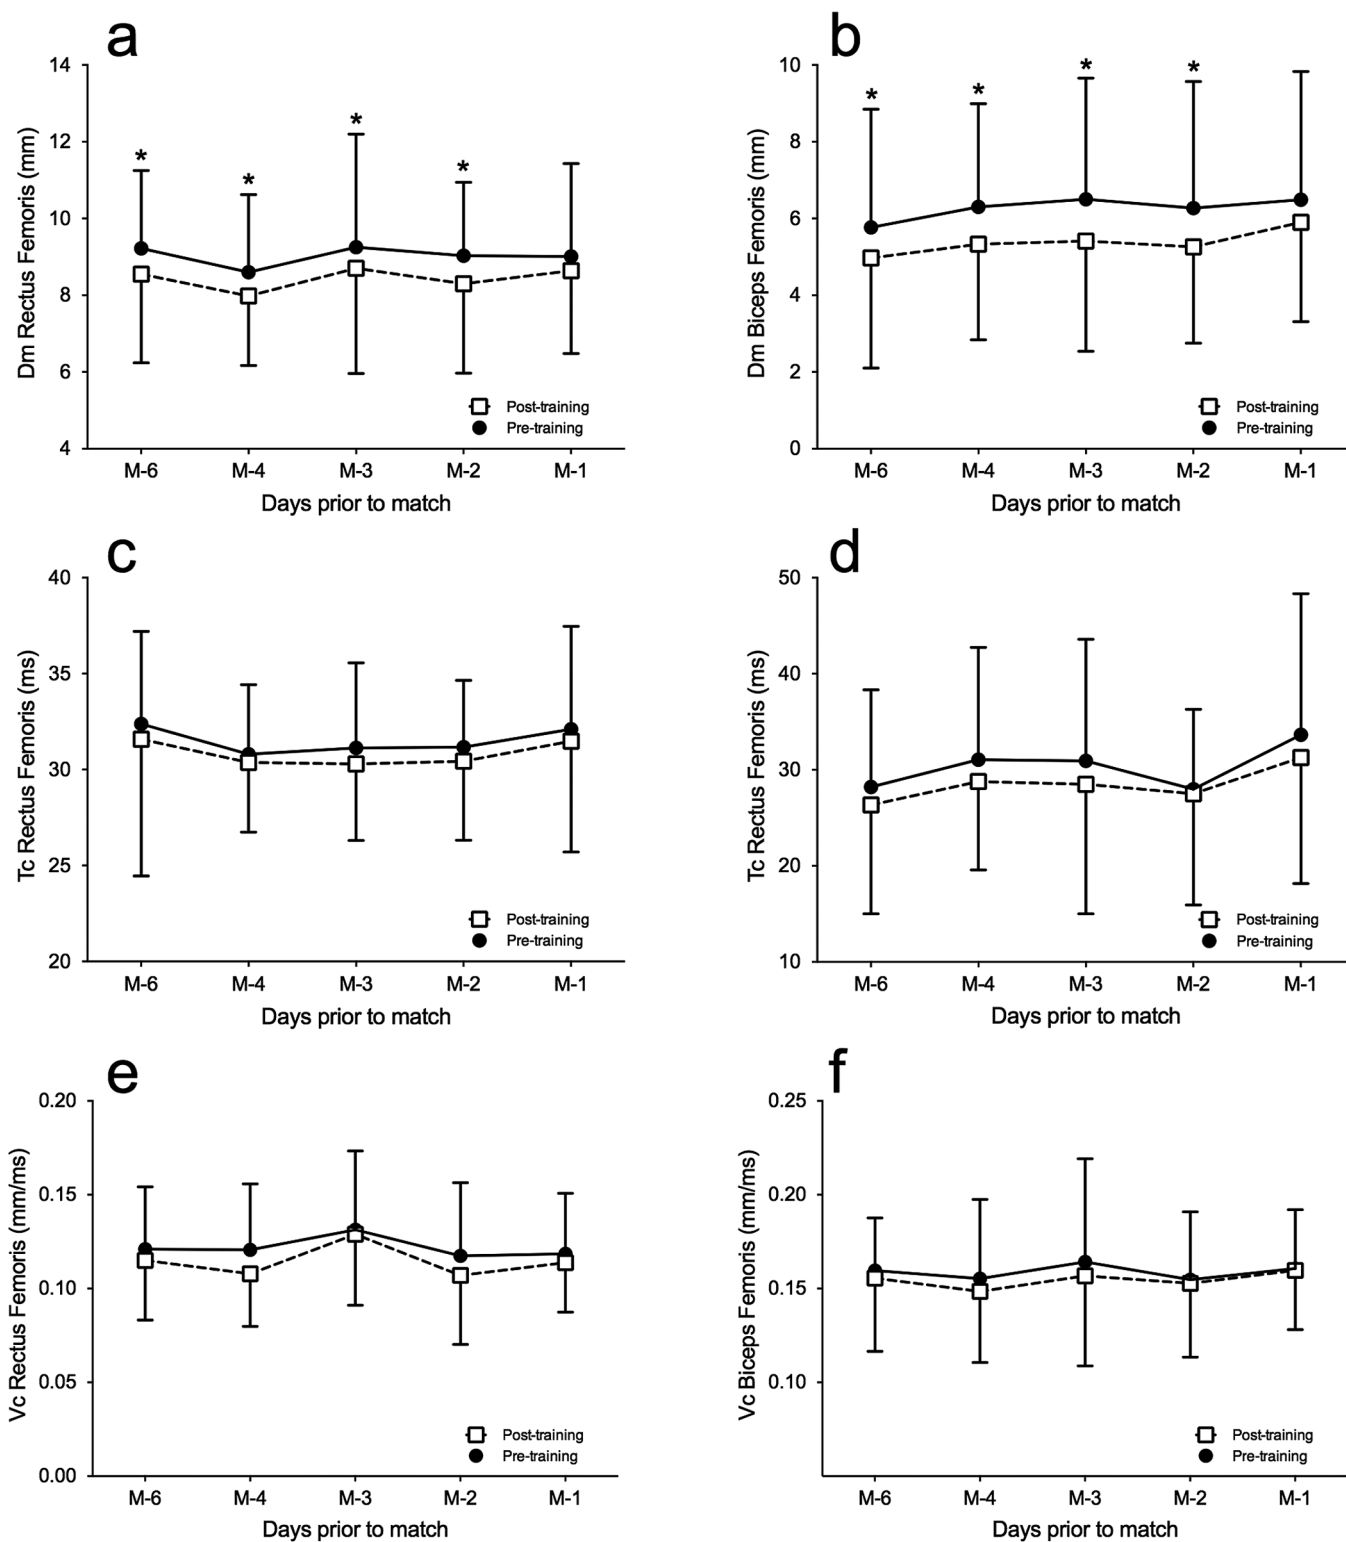 a
14
12
10
8
6
4
Dm Rectus Femoris (mm)
*
*
*
*
Post-training
Pre-training
M-6 M-4 M-3 M-2 M-1
Days prior to match
b
10
8
6
4
2
0
Dm Biceps Femoris (mm)
*
*
*
*
Post-training
Pre-training
M-6 M-4 M-3 M-2 M-1
Days prior to match
c
40
35
30
25
20
Tc Rectus Femoris (ms)
Post-training
Pre-training
M-6 M-4 M-3 M-2 M-1
Days prior to match
d
50
40
30
20
10
Tc Rectus Femoris (ms)
Post-training
Pre-training
M-6 M-4 M-3 M-2 M-1
Days prior to match
e
0.20
0.15
0.10
0.05
0.00
Vc Rectus Femoris (mm/ms)
Post-training
Pre-training
M-6 M-4 M-3 M-2 M-1
Days prior to match
f
0.25
0.20
0.15
0.10
Vc Biceps Femoris (mm/ms)
Post-training
Pre-training
M-6 M-4 M-3 M-2 M-1
Days prior to match